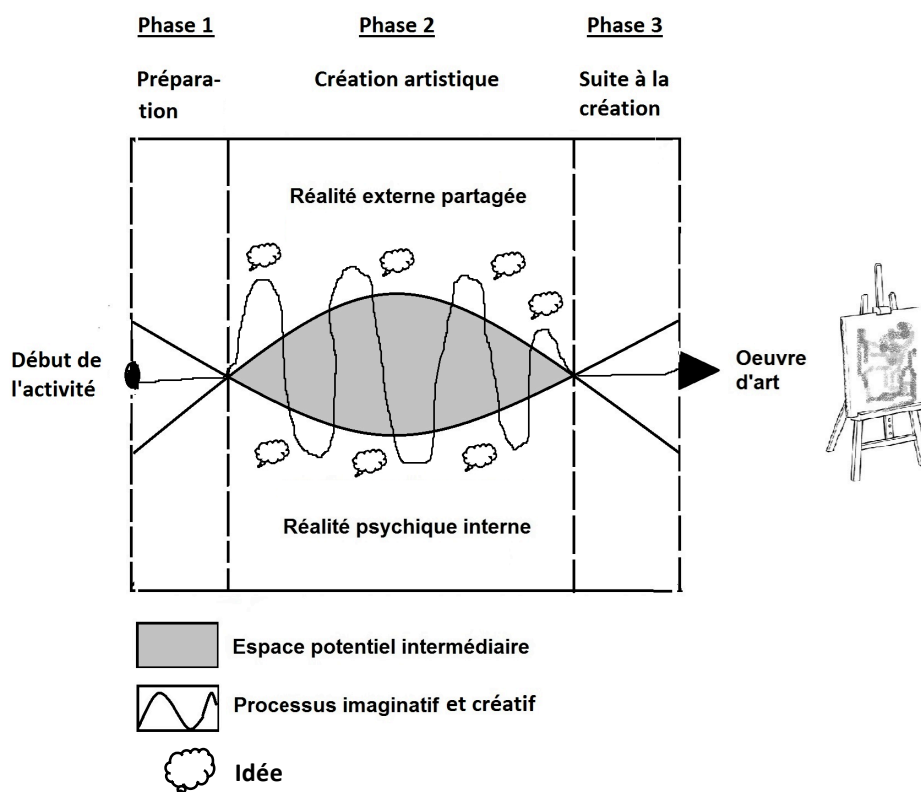 Phase 1
Phase 2
Phase 3
Prépara-
tion
Création artistique
Suite à la
création
Réalité externe partagée
Début de
l'activité
Oeuvre
d'art
Réalité psychique interne
Espace potentiel intermédiaire
Processus imaginatif et créatif
Idée